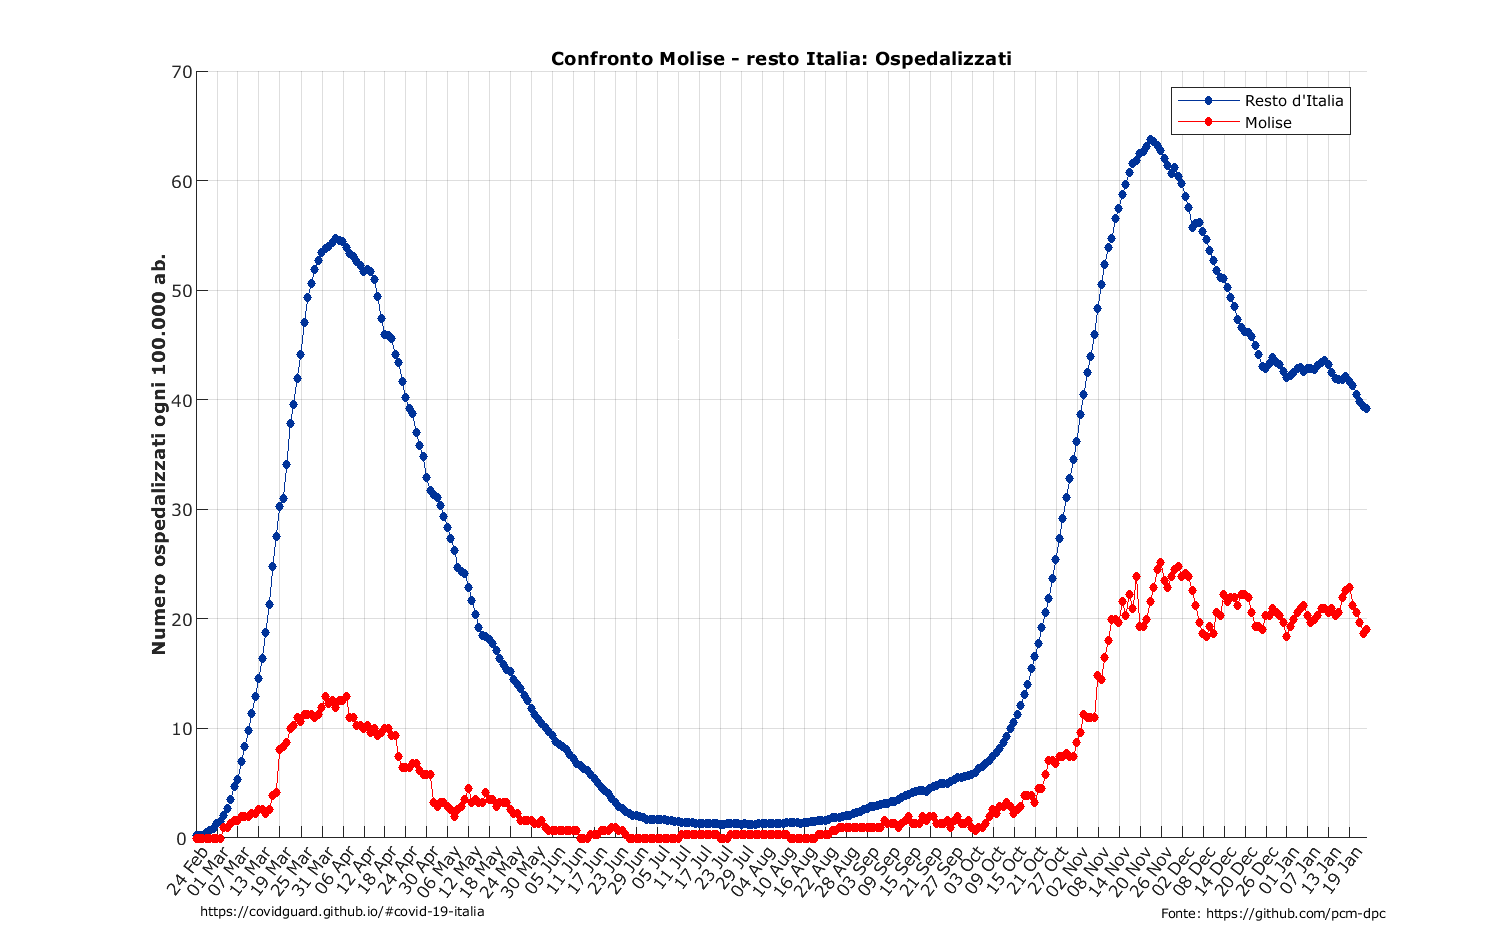 Confronto Molise - resto Italia: Ospedalizzati
Numero ospedalizzati ogni 100.000 ab.
70
60
50
40
30
20
10
0
Resto d'Italia
Molise
24 Feb
01 Mar
07 Mar
13 Mar
19 Mar
25 Mar
31 Mar
06 Apr
12 Apr
18 Apr
24 Apr
30 Apr
06 May
12 May
18 May
24 May
30 May
05 Jun
11 Jun
17 Jun
23 Jun
29 Jun
05 Jul
11 Jul
17 Jul
23 Jul
29 Jul
04 Aug
10 Aug
16 Aug
22 Aug
28 Aug
03 Sep
09 Sep
15 Sep
21 Sep
27 Sep
03 Oct
09 Oct
15 Oct
21 Oct
27 Oct
02 Nov
08 Nov
14 Nov
20 Nov
26 Nov
02 Dec
08 Dec
14 Dec
20 Dec
26 Dec
01 Jan
07 Jan
13 Jan
19 Jan
https://covidguard.github.io/#covid-19-italia
Fonte: https://github.com/pcm-dpc